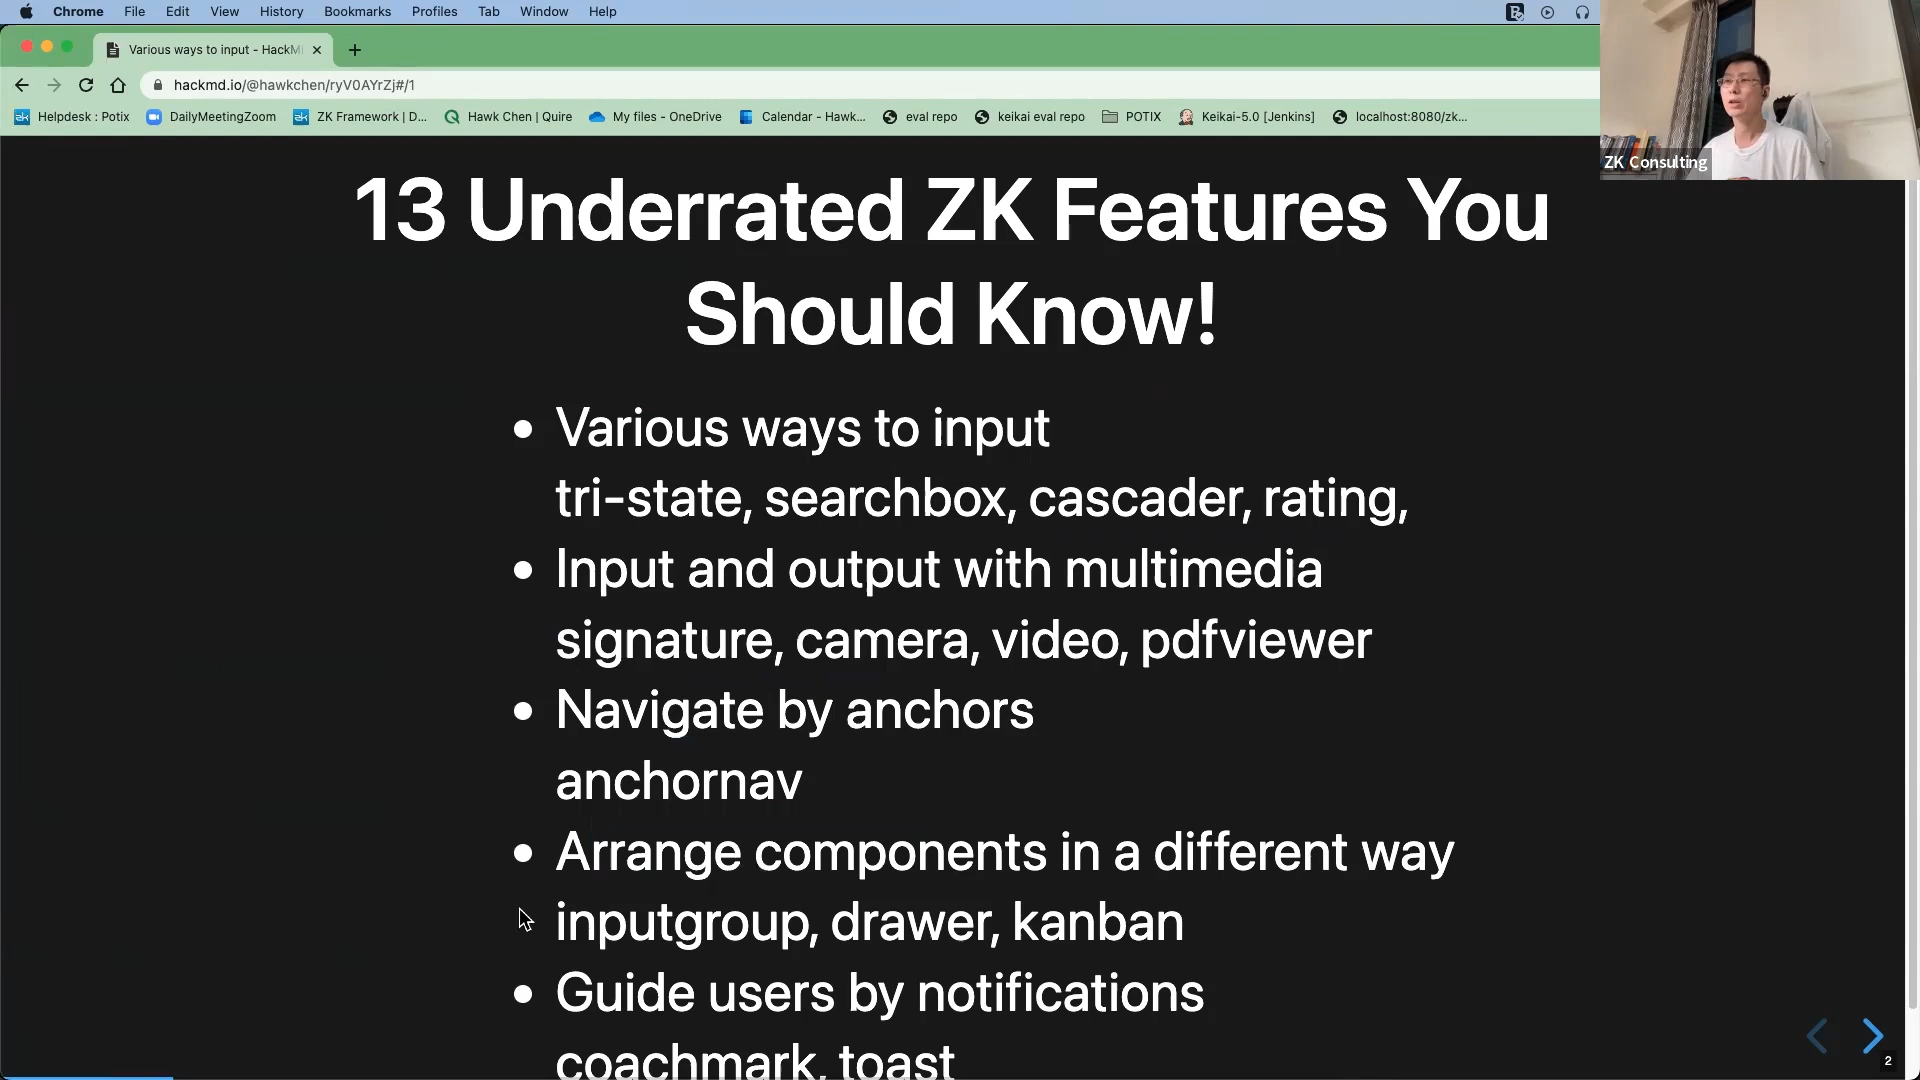 Chrome File Edit View History Bookmarks Profiles Tab Window Help
Various ways to input - HackM
hackmd.io/@hawkchen/ryV0AYrZj#/1
Helpdesk : Potix DailyMeetingZoom ZK Framework | D... Hawk Chen | Quire My files - OneDrive Calendar - Hawk... eval repo keikai eval repo POTIX Keikai-5.0 [Jenkins] localhost:8080/zk...
ZK Consulting
13 Underrated ZK Features You
Should Know!
Various ways to input
tri-state, searchbox, cascader, rating,
Input and output with multimedia
signature, camera, video, pdfviewer
Navigate by anchors
anchornav
Arrange components in a different way
inputgroup, drawer, kanban
Guide users by notifications
coachmark, toast
2